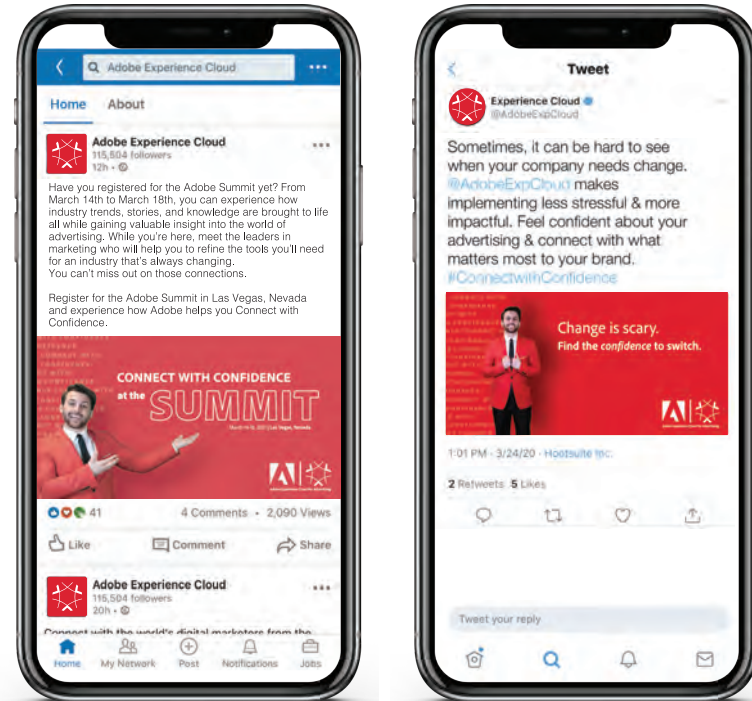 Adobe Experience Cloud
Home About
Adobe Experience Cloud
115,504 followers
12h •
Have you registered for the Adobe Summit yet? From
March 14th to March 18th, you can experience how
industry trends, stories, and knowledge are brought to life
all while gaining valuable insight into the world of
advertising. While you're here, meet the leaders in
marketing who will help you to refine the tools you'll need
for an industry that's always changing.
You can't miss out on those connections.
Register for the Adobe Summit in Las Vegas, Nevada
and experience how Adobe helps you Connect with
Confidence.
CONNECT WITH CONFIDENCE
at the
SUMMIT
41
4 Comments • 2,090 Views
Like Comment Share
Adobe Experience Cloud
115,504 followers
20h •
Connect with the world's digital marketers from the
Home My Network Post Notifications Jobs
Tweet
Experience Cloud
@AdobeExpCloud
Sometimes, it can be hard to see
when your company needs change.
@AdobeExpCloud makes
implementing less stressful & more
impactful. Feel confident about your
advertising & connect with what
matters most to your brand.
#ConnectwithConfidence
Change is scary.
Find the confidence to switch.
1:01 PM · 3/24/20 · Hootsuite Inc.
2 Retweets 5 Likes
Tweet your reply